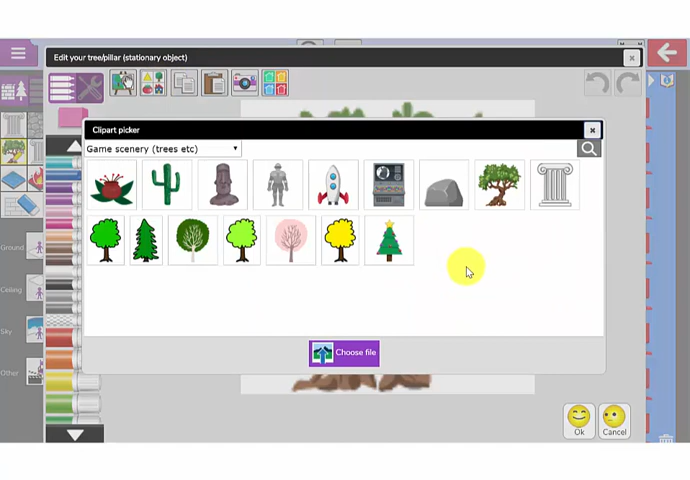 Edit your tree/pillar (stationary object)
Clipart picker
Game scenery (trees etc)
Ground
Ceiling
Sky
Other
Choose file
Ok
Cancel